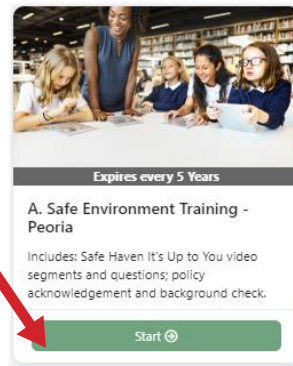 Expires every 5 Years
A. Safe Environment Training -
Peoria
Includes: Safe Haven It's Up to You video
segments and questions; policy
acknowledgement and background check.
Start